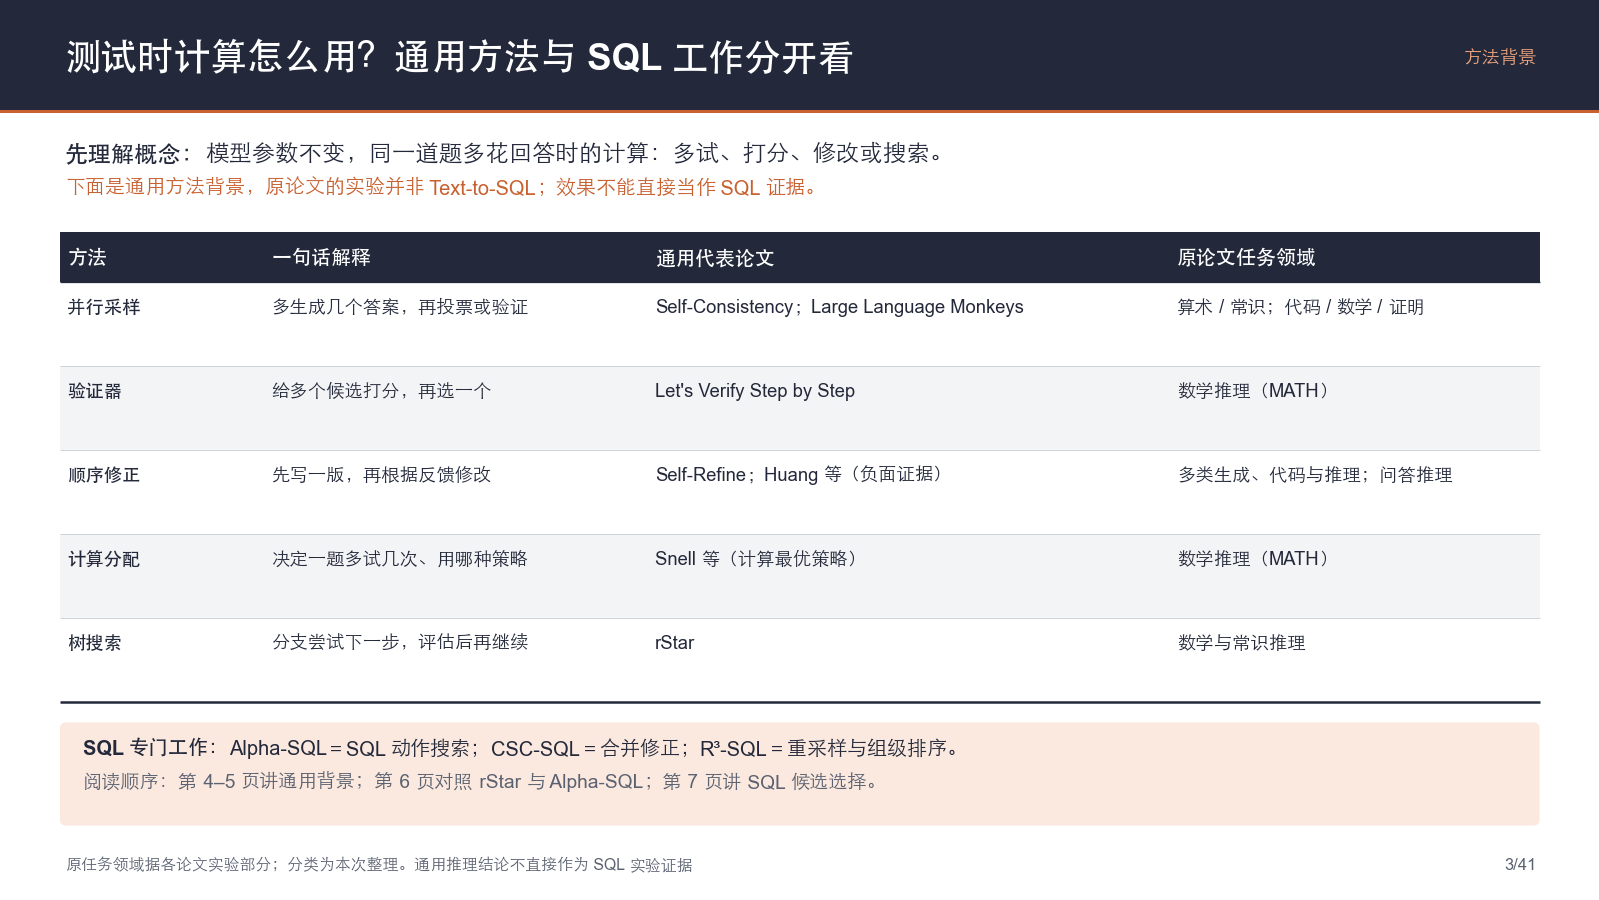 测试时计算怎么用？通用方法与 SQL 工作分开看
方法背景
先理解概念：模型参数不变，同一道题多花回答时的计算：多试、打分、修改或搜索。
下面是通用方法背景，原论文的实验并非 Text-to-SQL；效果不能直接当作 SQL 证据。
方法 一句话解释 通用代表论文 原论文任务领域
并行采样 多生成几个答案，再投票或验证 Self-Consistency；Large Language Monkeys 算术 / 常识；代码 / 数学 / 证明
验证器 给多个候选打分，再选一个 Let's Verify Step by Step 数学推理（MATH）
顺序修正 先写一版，再根据反馈修改 Self-Refine；Huang 等（负面证据） 多类生成、代码与推理；问答推理
计算分配 决定一题多试几次、用哪种策略 Snell 等（计算最优策略） 数学推理（MATH）
树搜索 分支尝试下一步，评估后再继续 rStar 数学与常识推理
SQL 专门工作：Alpha-SQL＝SQL 动作搜索；CSC-SQL＝合并修正；R³-SQL＝重采样与组级排序。
阅读顺序：第 4–5 页讲通用背景；第 6 页对照 rStar 与 Alpha-SQL；第 7 页讲 SQL 候选选择。
原任务领域据各论文实验部分；分类为本次整理。通用推理结论不直接作为 SQL 实验证据
3/41